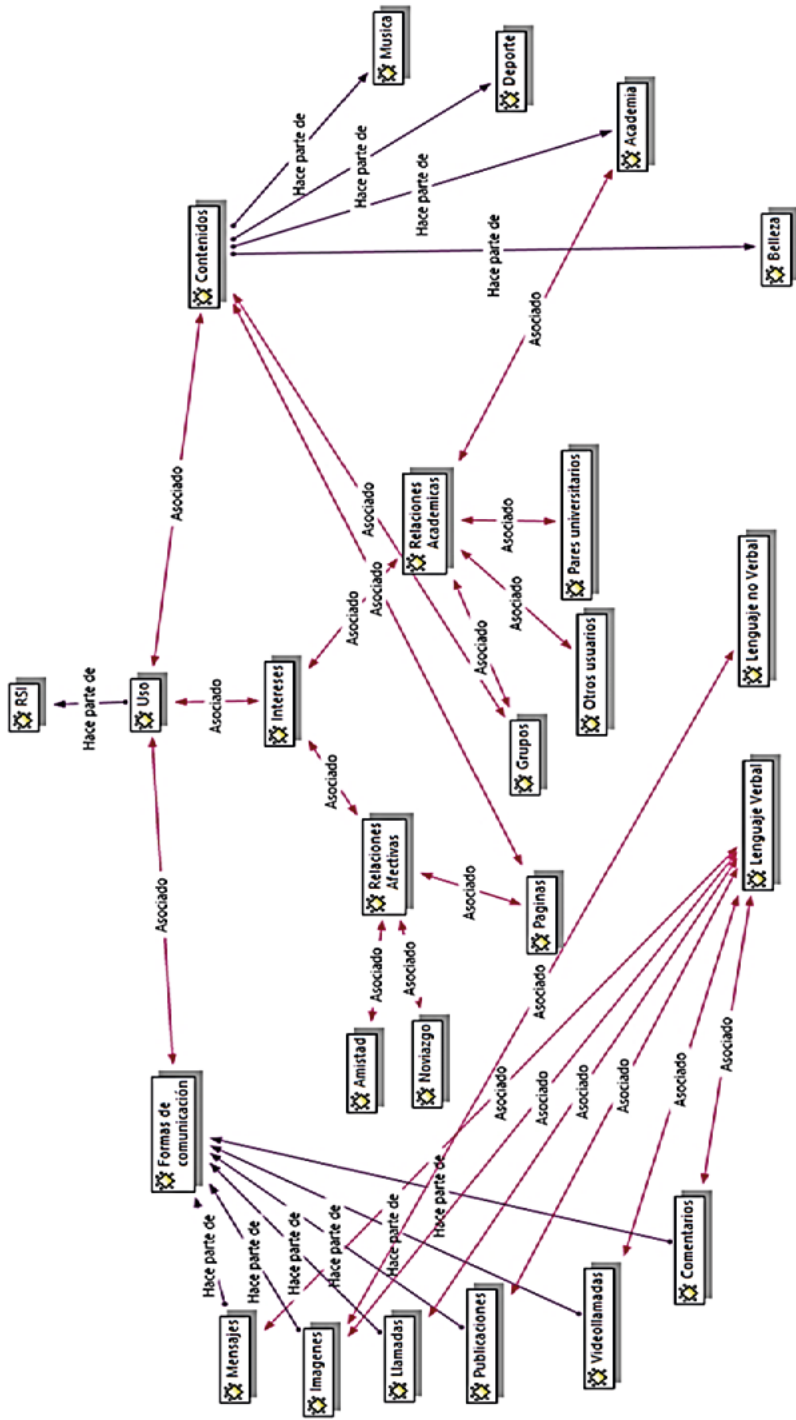 RSI
Hace parte de
Uso
Asociado
Asociado
Formas de
comunicación
Contenidos
Hace parte de
Asociado
Mensajes
Hace parte de
Intereses
Hace parte de
Hace parte de
Imagenes
Asociado
Hace parte de
Asociado
Hace parte de
Amistad
Asociado
Relaciones
Afectivas
Asociado
Asociado
Musica
Llamadas
Hace parte de
Hace parte de
Asociado
Noviazgo
Relaciones
Academicas
Hace parte de
Publicaciones
Asociado
Asociado
Hace parte de
Asociado
Asociado
Asociado
Deporte
Grupos
Paginas
Asociado
Asociado
Asociado
Videollamadas
Asociado
Otros usuarios
Pares universitarios
Asociado
Academia
Comentarios
Asociado
Asociado
Lenguaje Verbal
Lenguaje no Verbal
Belleza